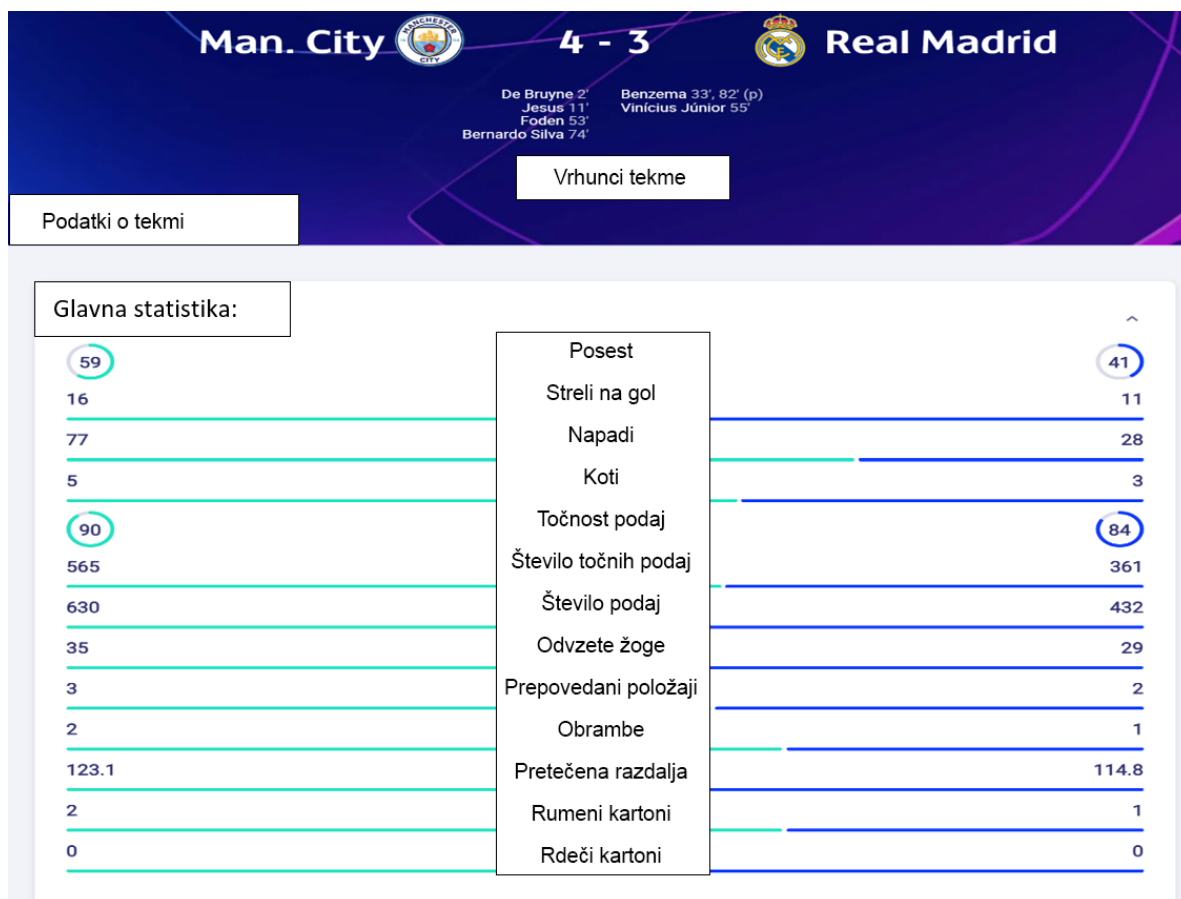 Man. City 4 - 3 Real Madrid
MANCHESTER CITY
De Bruyne 2' Benzema 33', 82' (p)
Jesus 11' Vinícius Júnior 55'
Foden 53'
Bernardo Silva 74'
Vrhunci tekme
Podatki o tekmi
Glavna statistika:
59 Posest 41
16 Streli na gol 11
77 Napadi 28
5 Koti 3
90 Točnost podaj 84
565 Število točnih podaj 361
630 Število podaj 432
35 Odvzete žoge 29
3 Prepovedani položaji 2
2 Obrambe 1
123.1 Pretečena razdalja 114.8
2 Rumeni kartoni 1
0 Rdeči kartoni 0